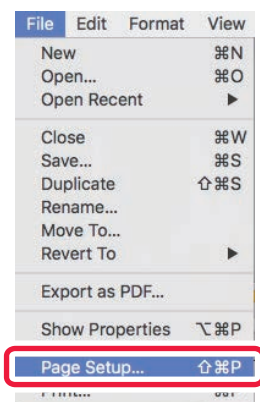 File Edit Format View
New ⌘N
Open... ⌘O
Open Recent ▶
Close ⌘W
Save... ⌘S
Duplicate ⇧⌘S
Rename...
Move To...
Revert To ▶
Export as PDF...
Show Properties ⌥⌘P
Page Setup... ⇧⌘P